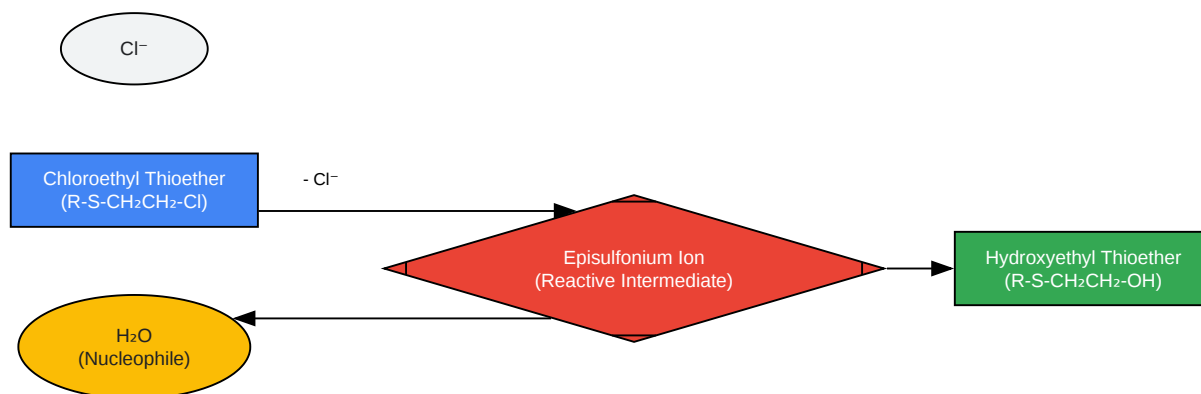 Cl⁻
Chloroethyl Thioether
(R-S-CH₂CH₂-Cl)
- Cl⁻
Episulfonium Ion
(Reactive Intermediate)
Hydroxyethyl Thioether
(R-S-CH₂CH₂-OH)
H₂O
(Nucleophile)